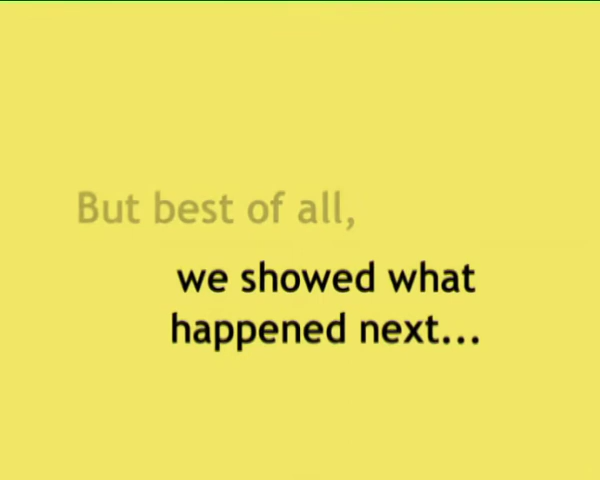 But best of all,
we showed what
happened next...